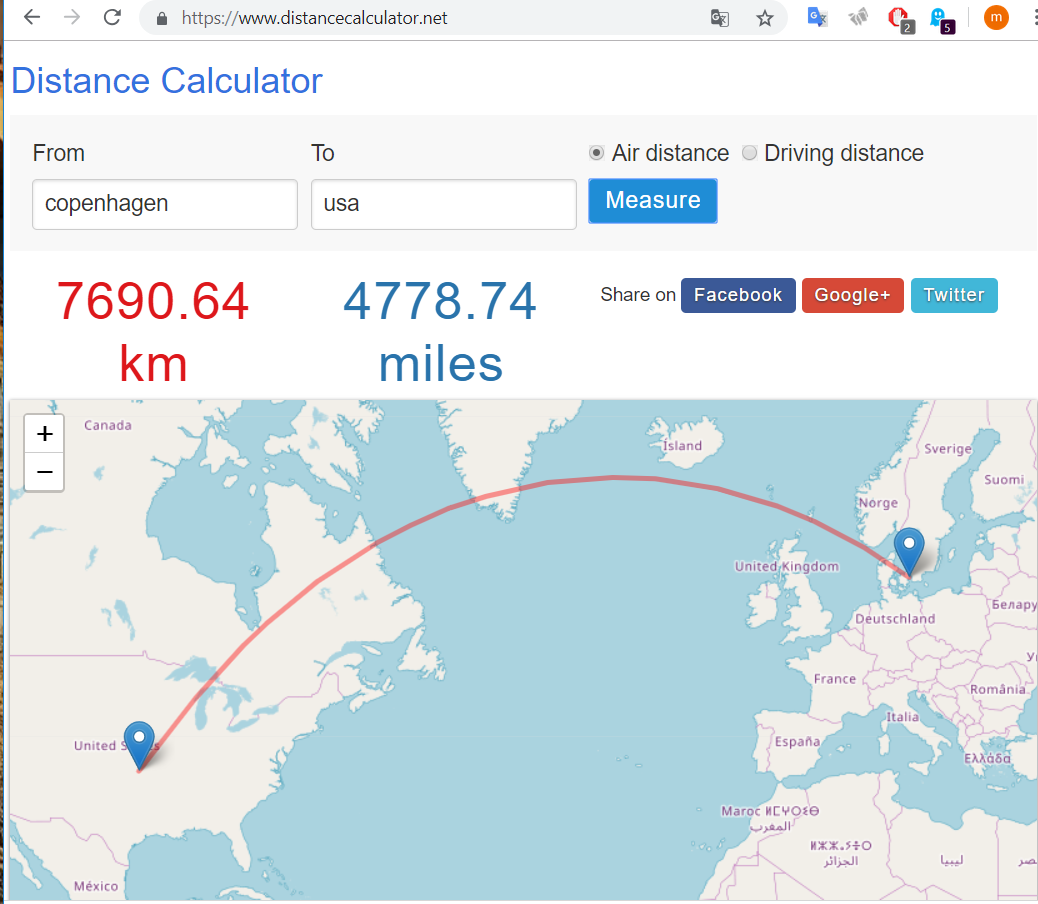 https://www.distancecalculator.net
2
5
m
Distance Calculator
From
To
Air distance
Driving distance
copenhagen
usa
Measure
7690.64
km
4778.74
miles
Share on
Facebook
Google+
Twitter
+
−
Canada
Ísland
Sverige
Suomi
Norge
United Kingdom
Беларусь
Deutschland
France
România
Italia
United States
España
Ελλάδα
Maroc ⵍⵎⵖⵔⵉⴱ
المغرب
الجزائر
ليبيا
México